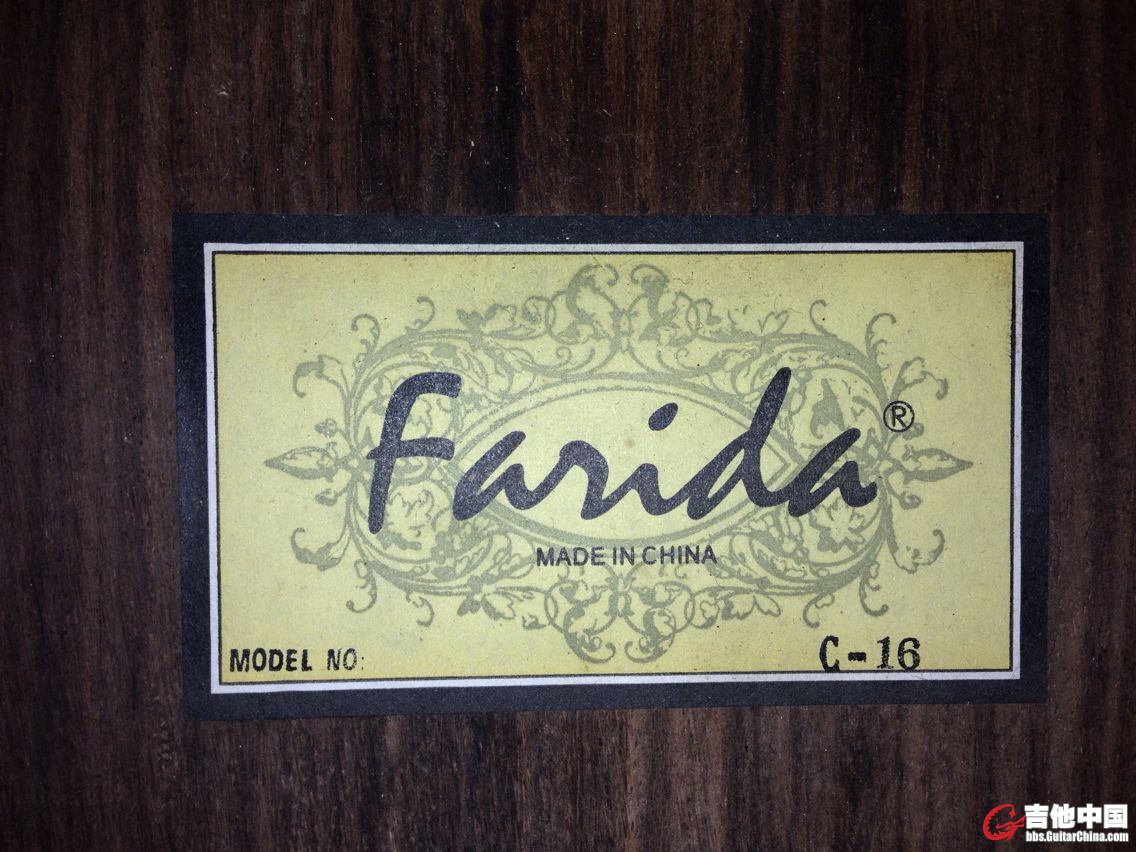 Farida®
MADE IN CHINA
MODEL NO: C-16
吉他中国
bbs.GuitarChina.com